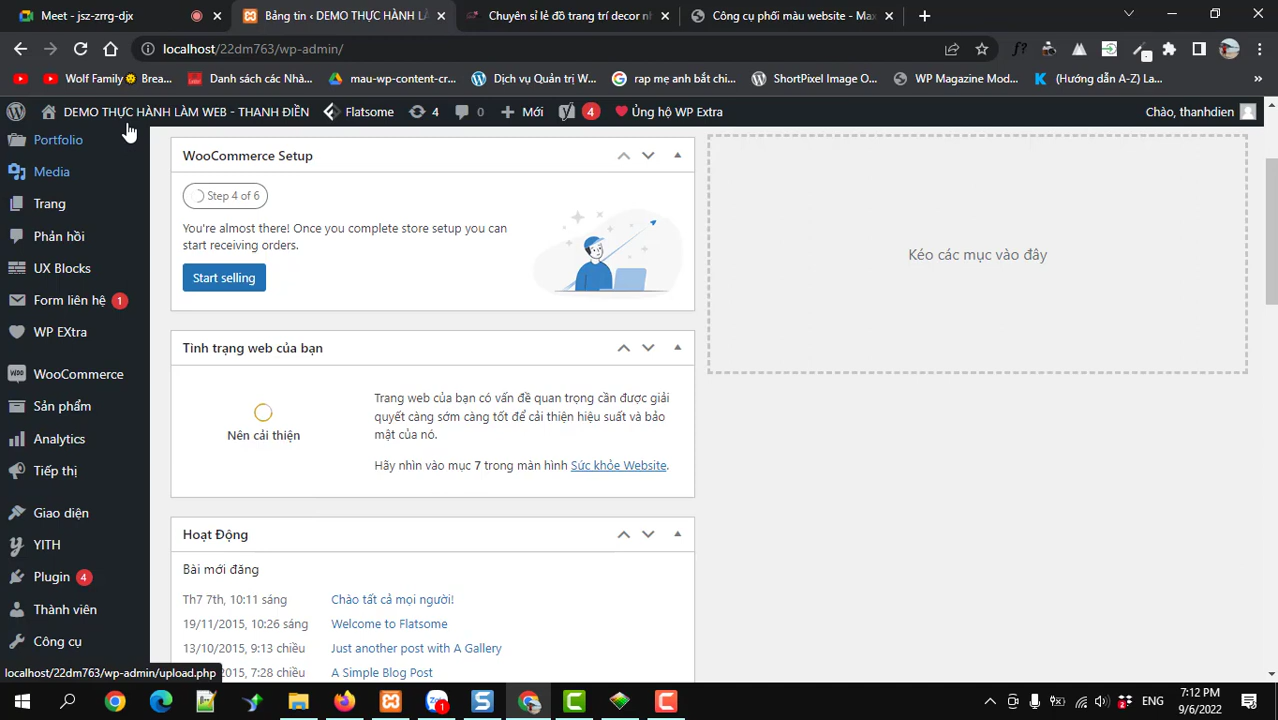 Meet - jsz-zrrg-djx
Bảng tin ‹ DEMO THỰC HÀNH LÀ
Chuyên sỉ lẻ đồ trang trí decor nh
Công cụ phối màu website - Max
localhost/22dm763/wp-admin/
Wolf Family
Brea...
Danh sách các Nhà...
mau-wp-content-cr...
Dịch vụ Quản trị W...
rap mẹ anh bắt chi...
ShortPixel Image O...
WP Magazine Mod...
(Hướng dẫn A-Z) La...
DEMO THỰC HÀNH LÀM WEB - THANH ĐIỀN
Flatsome
4
0
Mới
4
Ủng hộ WP Extra
Chào, thanhdien
Portfolio
Media
Trang
Phản hồi
UX Blocks
Form liên hệ 1
WP EXtra
WooCommerce
Sản phẩm
Analytics
Tiếp thị
Giao diện
YITH
Plugin 4
Thành viên
Công cụ
WooCommerce Setup
Step 4 of 6
You're almost there! Once you complete store setup you can
start receiving orders.
Start selling
Kéo các mục vào đây
Tình trạng web của bạn
Nên cải thiện
Trang web của bạn có vấn đề quan trọng cần được giải
quyết càng sớm càng tốt để cải thiện hiệu suất và bảo
mật của nó.
Hãy nhìn vào mục 7 trong màn hình Sức khỏe Website.
Hoạt Động
Bài mới đăng
Th7 7th, 10:11 sáng Chào tất cả mọi người!
19/11/2015, 10:26 sáng Welcome to Flatsome
13/10/2015, 9:13 chiều Just another post with A Gallery
2015, 7:28 chiều A Simple Blog Post
localhost/22dm763/wp-admin/upload.php
ENG
7:12 PM
9/6/2022